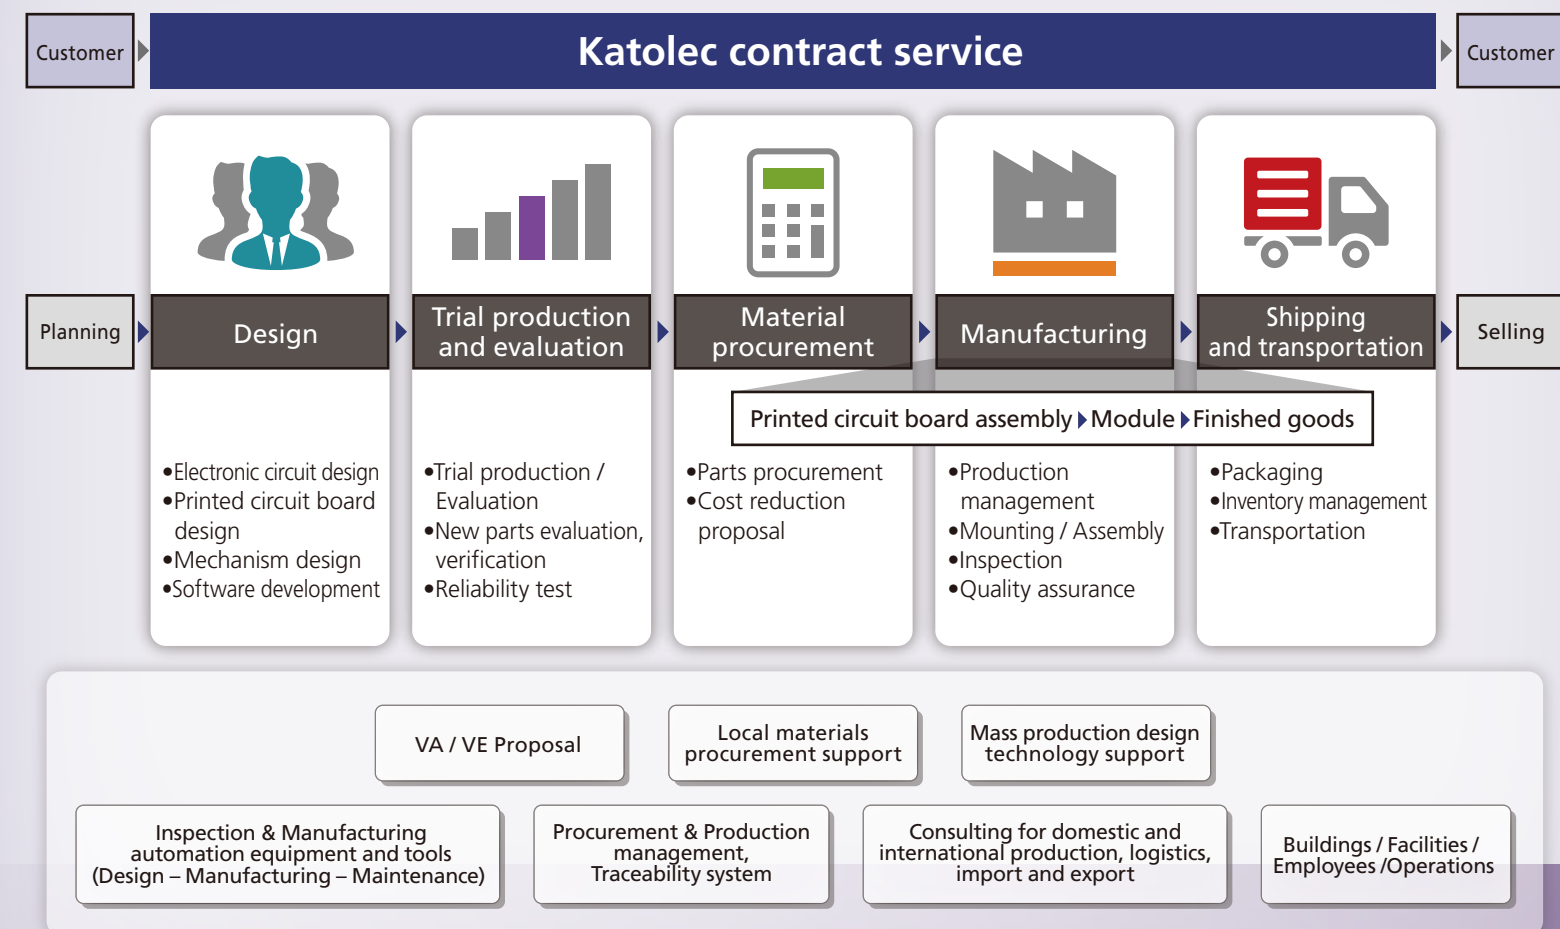 Customer
Katolec contract service
Customer
Planning
Design
Trial production
and evaluation
Material
procurement
Manufacturing
Shipping
and transportation
Selling
Printed circuit board assembly Module Finished goods
•Electronic circuit design
•Printed circuit board
design
•Mechanism design
•Software development
•Trial production /
Evaluation
•New parts evaluation,
verification
•Reliability test
•Parts procurement
•Cost reduction
proposal
•Production
management
•Mounting / Assembly
•Inspection
•Quality assurance
•Packaging
•Inventory management
•Transportation
VA / VE Proposal
Local materials
procurement support
Mass production design
technology support
Inspection & Manufacturing
automation equipment and tools
(Design – Manufacturing – Maintenance)
Procurement & Production
management,
Traceability system
Consulting for domestic and
international production, logistics,
import and export
Buildings / Facilities /
Employees /Operations